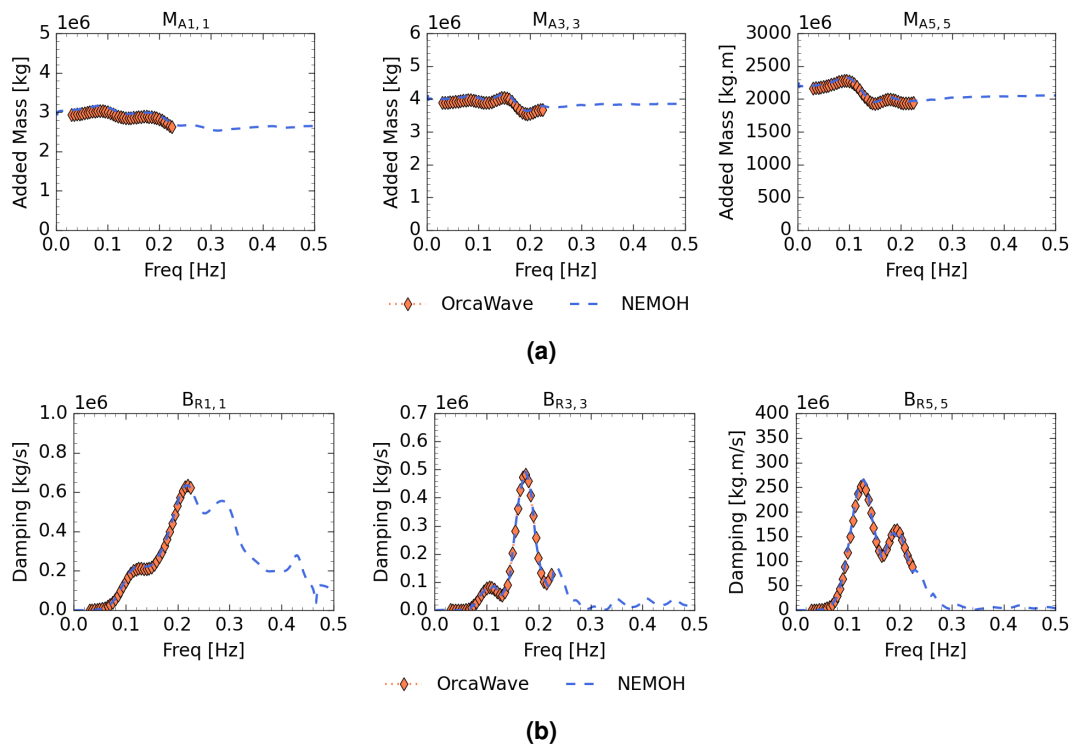 M_A1,1
1e6
Added Mass [kg]
5
4
3
2
1
0
0.0 0.1 0.2 0.3 0.4 0.5
Freq [Hz]
M_A3,3
1e6
Added Mass [kg]
6
5
4
3
2
1
0
0.0 0.1 0.2 0.3 0.4 0.5
Freq [Hz]
M_A5,5
1e6
Added Mass [kg.m]
3000
2500
2000
1500
1000
500
0
0.0 0.1 0.2 0.3 0.4 0.5
Freq [Hz]
OrcaWave NEMOH
(a)
B_R1,1
1e6
Damping [kg/s]
1.0
0.8
0.6
0.4
0.2
0.0
0.0 0.1 0.2 0.3 0.4 0.5
Freq [Hz]
B_R3,3
1e6
Damping [kg/s]
0.7
0.6
0.5
0.4
0.3
0.2
0.1
0.0
0.0 0.1 0.2 0.3 0.4 0.5
Freq [Hz]
B_R5,5
1e6
Damping [kg.m/s]
400
350
300
250
200
150
100
50
0
0.0 0.1 0.2 0.3 0.4 0.5
Freq [Hz]
OrcaWave NEMOH
(b)